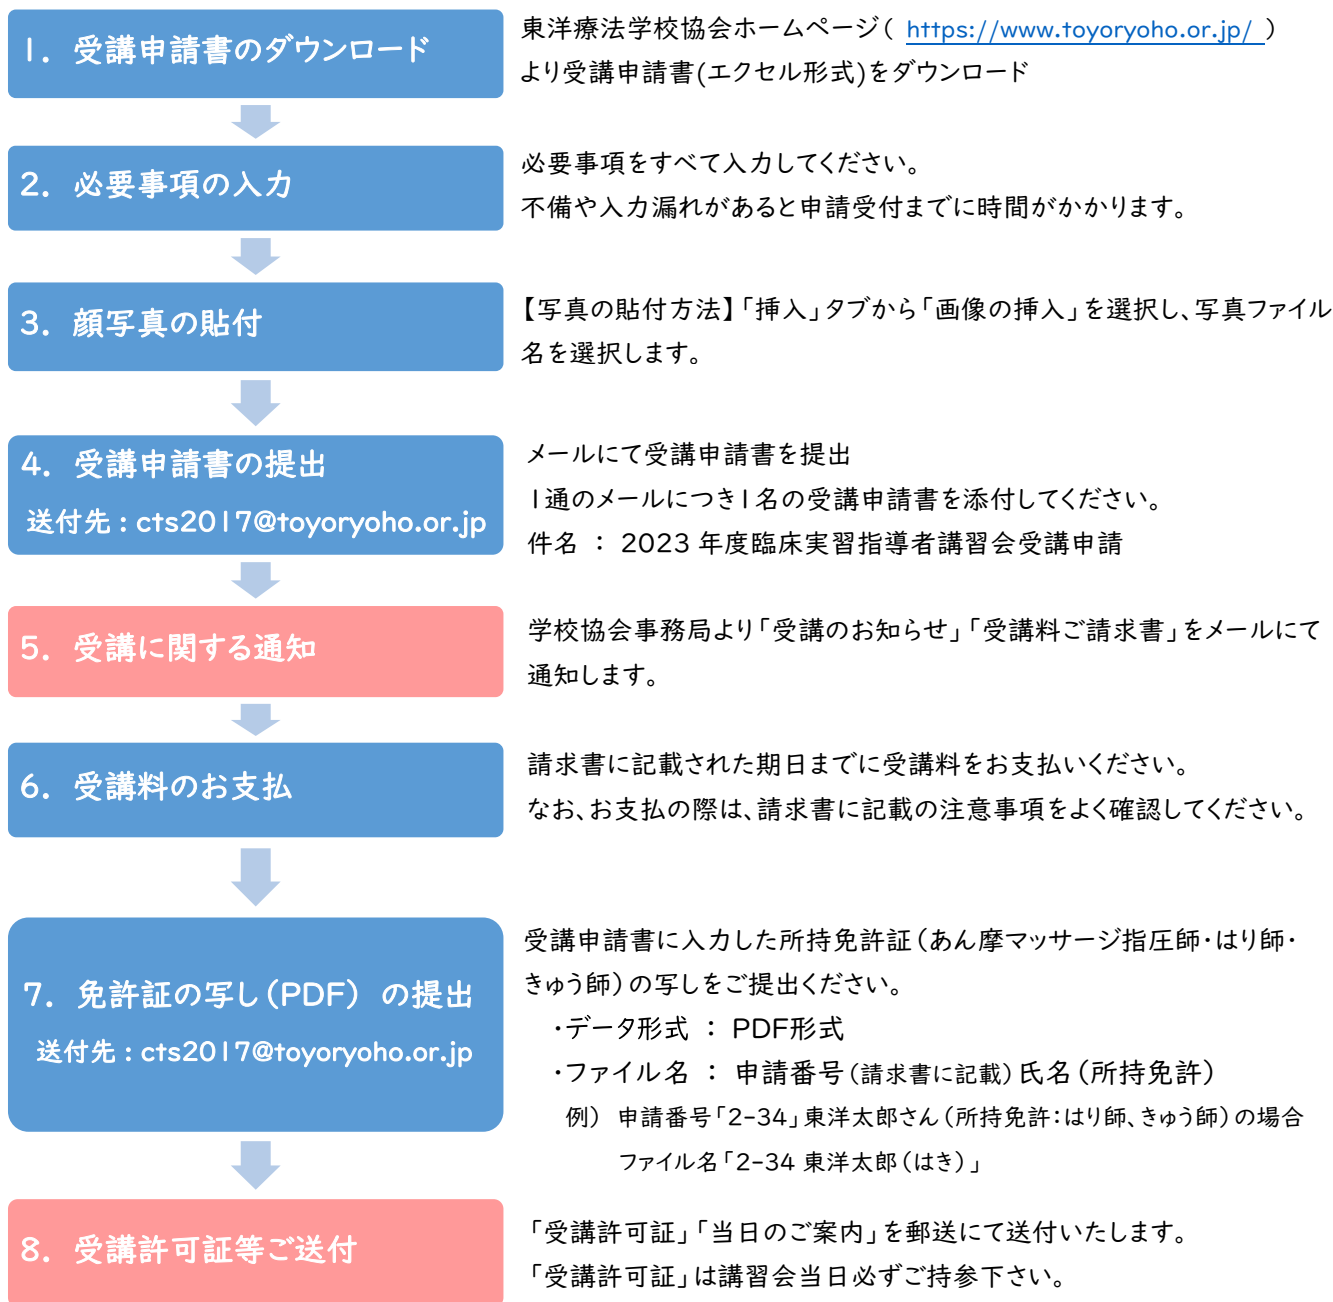 1. 受講申請書のダウンロード
東洋療法学校協会ホームページ( https://www.toyoryoho.or.jp/ )
より受講申請書(エクセル形式)をダウンロード
2. 必要事項の入力
必要事項をすべて入力してください。
不備や入力漏れがあると申請受付までに時間がかかります。
3. 顔写真の貼付
【写真の貼付方法】「挿入」タブから「画像の挿入」を選択し、写真ファイル
名を選択します。
4. 受講申請書の提出
送付先:cts2017@toyoryoho.or.jp
メールにて受講申請書を提出
1通のメールにつき1名の受講申請書を添付してください。
件名 : 2023 年度臨床実習指導者講習会受講申請
5. 受講に関する通知
学校協会事務局より「受講のお知らせ」「受講料ご請求書」をメールにて
通知します。
6. 受講料のお支払
請求書に記載された期日までに受講料をお支払いください。
なお、お支払の際は、請求書に記載の注意事項をよく確認してください。
7. 免許証の写し(PDF) の提出
送付先:cts2017@toyoryoho.or.jp
受講申請書に入力した所持免許証(あん摩マッサージ指圧師・はり師・
きゅう師)の写しをご提出ください。
・データ形式 : PDF形式
・ファイル名 : 申請番号(請求書に記載)氏名(所持免許)
例) 申請番号「2-34」東洋太郎さん(所持免許:はり師、きゅう師)の場合
ファイル名「2-34 東洋太郎(はき)」
8. 受講許可証等ご送付
「受講許可証」「当日のご案内」を郵送にて送付いたします。
「受講許可証」は講習会当日必ずご持参下さい。